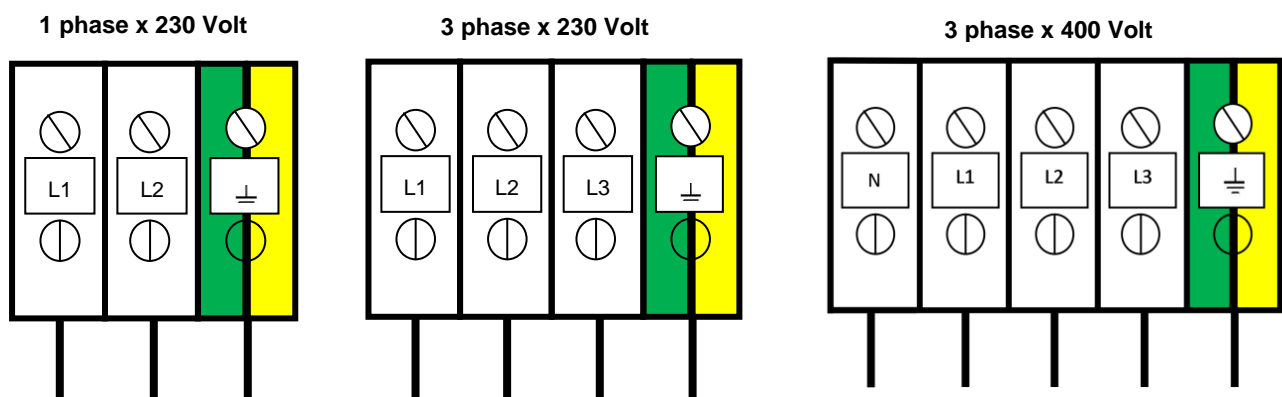 1 phase x 230 Volt
3 phase x 230 Volt
3 phase x 400 Volt
L1 L2
L1 L2 L3
N L1 L2 L3